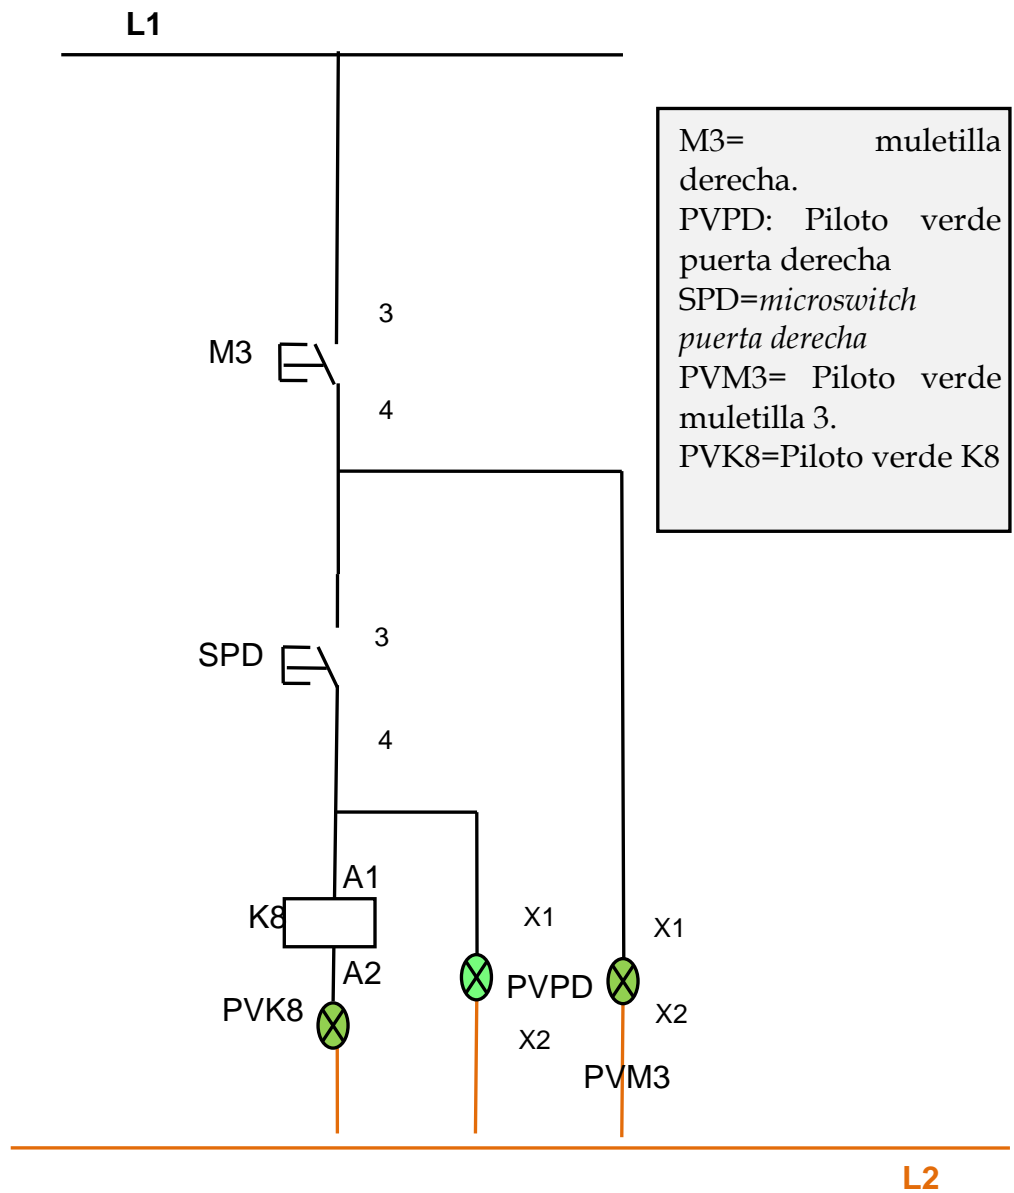 L1
M3= muletilla
derecha.
PVPD: Piloto verde
puerta derecha
SPD=microswitch
puerta derecha
PVM3= Piloto verde
muletilla 3.
PVK8=Piloto verde K8
3
M3
4
3
SPD
4
A1
K8
X1
X1
A2
PVPD
PVK8
X2
X2
PVM3
L2